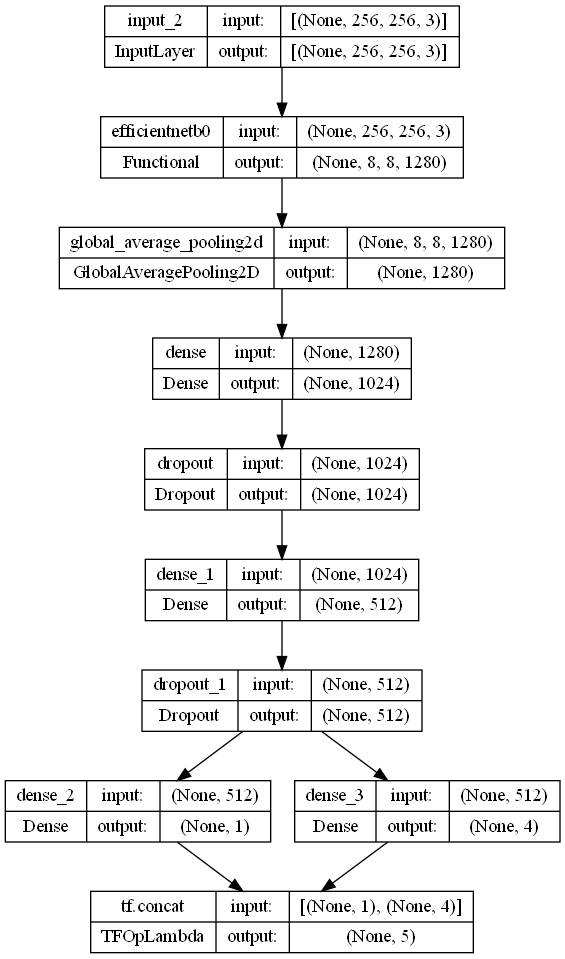 input_2 input: [(None, 256, 256, 3)]
InputLayer output: [(None, 256, 256, 3)]
efficientnetb0 input: (None, 256, 256, 3)
Functional output: (None, 8, 8, 1280)
global_average_pooling2d input: (None, 8, 8, 1280)
GlobalAveragePooling2D output: (None, 1280)
dense input: (None, 1280)
Dense output: (None, 1024)
dropout input: (None, 1024)
Dropout output: (None, 1024)
dense_1 input: (None, 1024)
Dense output: (None, 512)
dropout_1 input: (None, 512)
Dropout output: (None, 512)
dense_2 input: (None, 512)
Dense output: (None, 1)
dense_3 input: (None, 512)
Dense output: (None, 4)
tf.concat input: [(None, 1), (None, 4)]
TFOpLambda output: (None, 5)